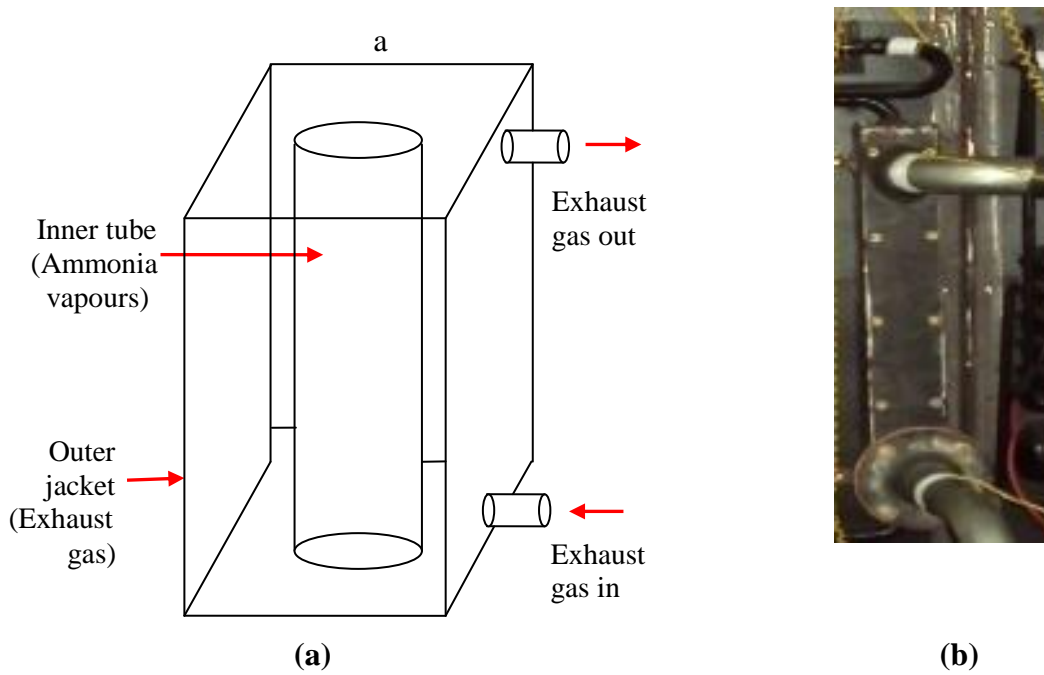 a
Inner tube
(Ammonia
vapours)
Exhaust
gas out
Outer
jacket
(Exhaust
gas)
Exhaust
gas in
(a)
(b)